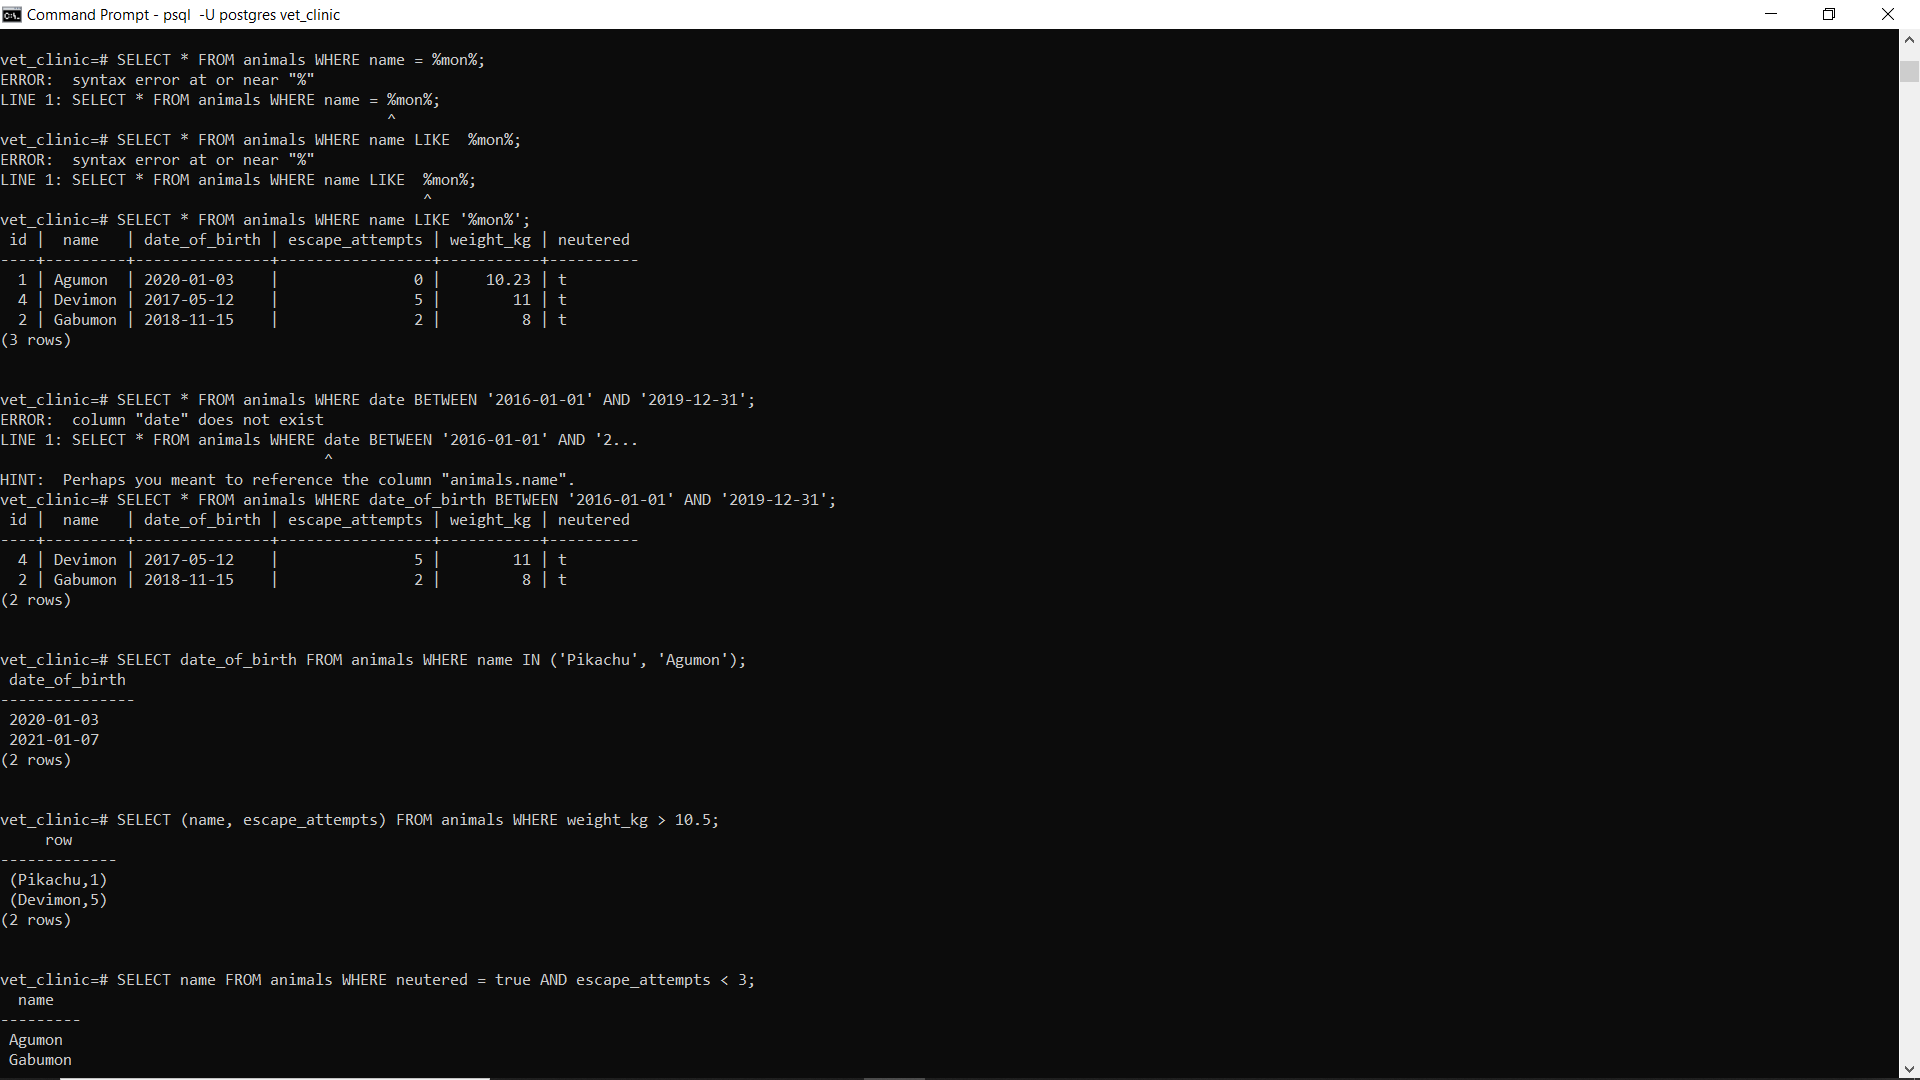 Command Prompt - psql  -U postgres vet_clinic
vet_clinic=# SELECT * FROM animals WHERE name = %mon%;
ERROR:  syntax error at or near "%"
LINE 1: SELECT * FROM animals WHERE name = %mon%;
                                           ^
vet_clinic=# SELECT * FROM animals WHERE name LIKE  %mon%;
ERROR:  syntax error at or near "%"
LINE 1: SELECT * FROM animals WHERE name LIKE  %mon%;
                                               ^
vet_clinic=# SELECT * FROM animals WHERE name LIKE '%mon%';
 id |  name   | date_of_birth | escape_attempts | weight_kg | neutered
----+---------+---------------+-----------------+-----------+----------
  1 | Agumon  | 2020-01-03    |               0 |     10.23 | t
  4 | Devimon | 2017-05-12    |               5 |        11 | t
  2 | Gabumon | 2018-11-15    |               2 |         8 | t
(3 rows)
vet_clinic=# SELECT * FROM animals WHERE date BETWEEN '2016-01-01' AND '2019-12-31';
ERROR:  column "date" does not exist
LINE 1: SELECT * FROM animals WHERE date BETWEEN '2016-01-01' AND '2...
                                    ^
HINT:  Perhaps you meant to reference the column "animals.name".
vet_clinic=# SELECT * FROM animals WHERE date_of_birth BETWEEN '2016-01-01' AND '2019-12-31';
 id |  name   | date_of_birth | escape_attempts | weight_kg | neutered
----+---------+---------------+-----------------+-----------+----------
  4 | Devimon | 2017-05-12    |               5 |        11 | t
  2 | Gabumon | 2018-11-15    |               2 |         8 | t
(2 rows)
vet_clinic=# SELECT date_of_birth FROM animals WHERE name IN ('Pikachu', 'Agumon');
 date_of_birth
---------------
 2020-01-03
 2021-01-07
(2 rows)
vet_clinic=# SELECT (name, escape_attempts) FROM animals WHERE weight_kg > 10.5;
     row
-------------
 (Pikachu,1)
 (Devimon,5)
(2 rows)
vet_clinic=# SELECT name FROM animals WHERE neutered = true AND escape_attempts < 3;
  name
---------
 Agumon
 Gabumon